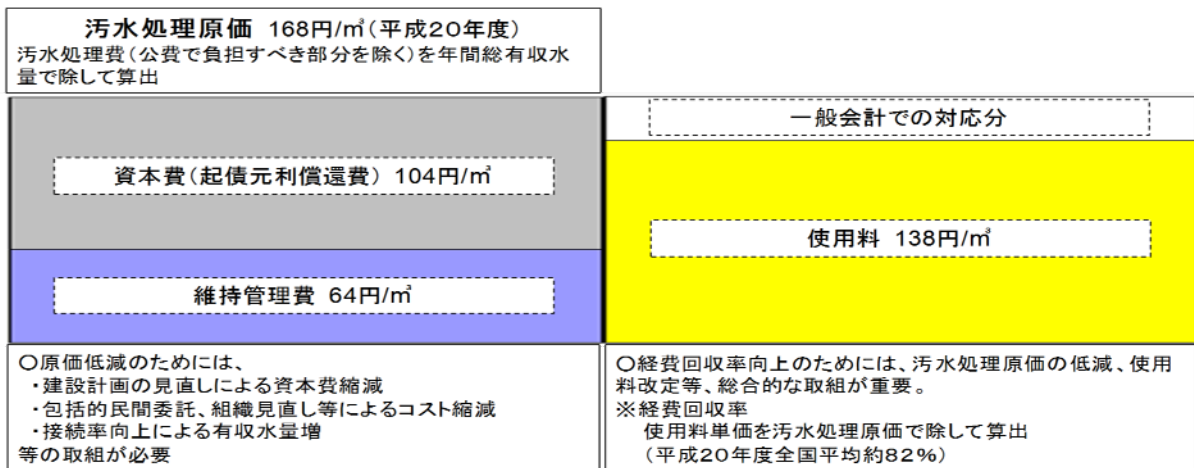 汚水処理原価 168円/㎥(平成20年度)
汚水処理費(公費で負担すべき部分を除く)を年間総有収水
量で除して算出
資本費(起債元利償還費) 104円/㎥
維持管理費 64円/㎥
一般会計での対応分
使用料 138円/㎥
○原価低減のためには、
・建設計画の見直しによる資本費縮減
・包括的民間委託、組織見直し等によるコスト縮減
・接続率向上による有収水量増
等の取組が必要
○経費回収率向上のためには、汚水処理原価の低減、使用
料改定等、総合的な取組が重要。
※経費回収率
使用料単価を汚水処理原価で除して算出
(平成20年度全国平均約82%)